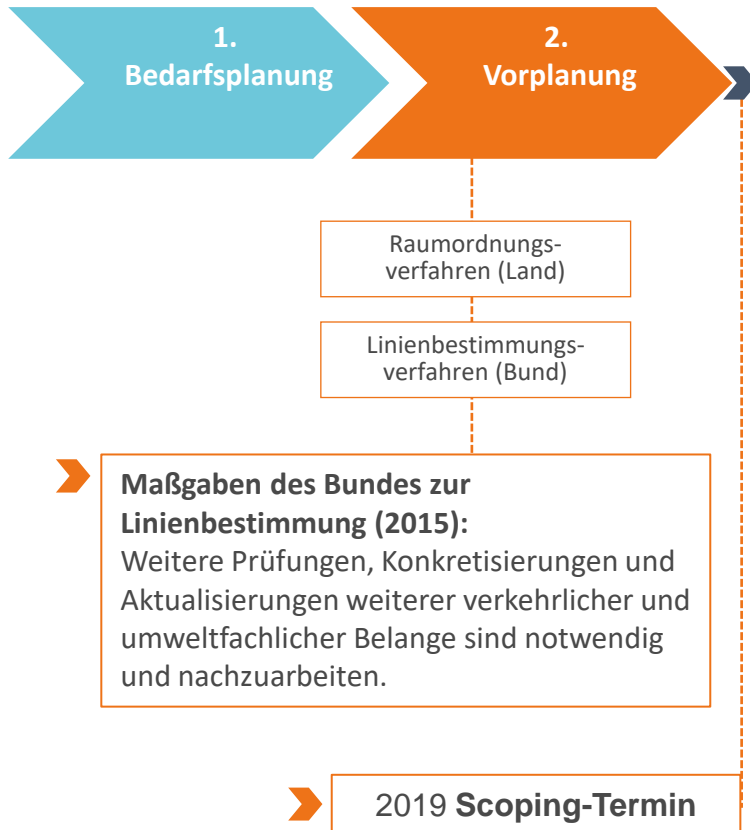 1.
Bedarfsplanung
2.
Vorplanung
Raumordnungs-
verfahren (Land)
Linienbestimmungs-
verfahren (Bund)
Maßgaben des Bundes zur
Linienbestimmung (2015):
Weitere Prüfungen, Konkretisierungen und
Aktualisierungen weiterer verkehrlicher und
umweltfachlicher Belange sind notwendig
und nachzuarbeiten.
2019 Scoping-Termin